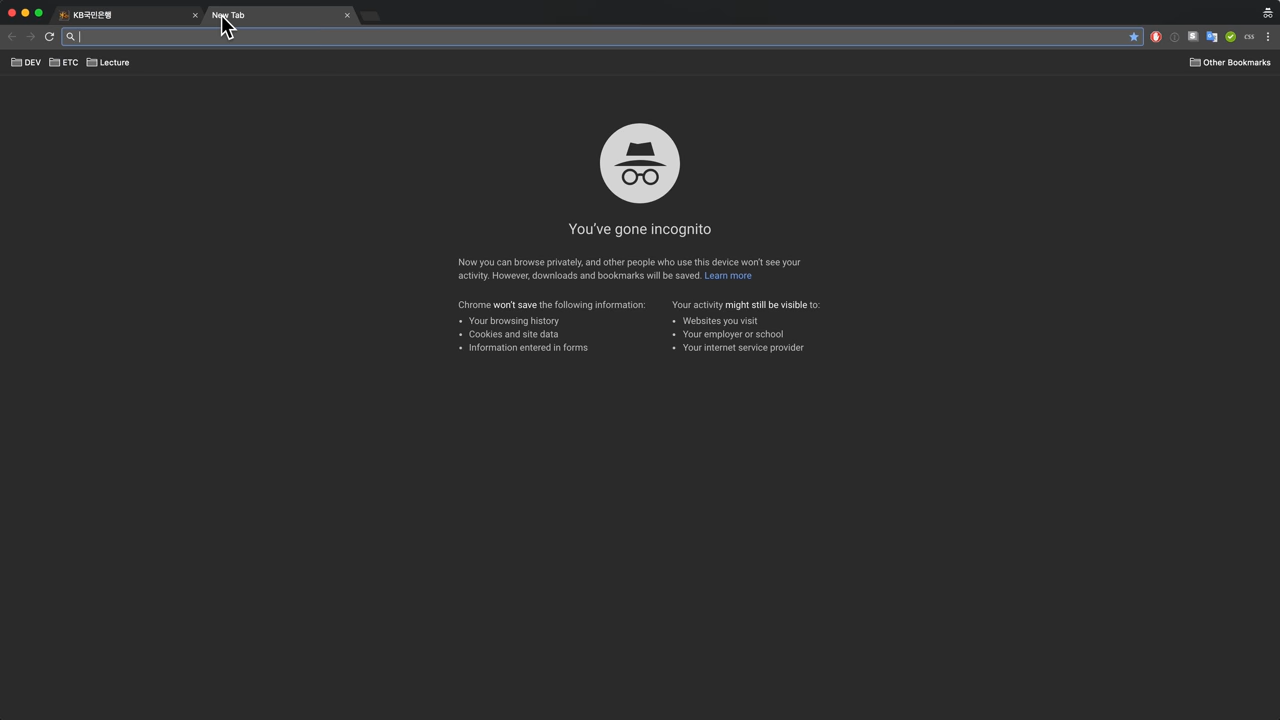 KB국민은행
New Tab
CSS
DEV
ETC
Lecture
Other Bookmarks
You've gone incognito
Now you can browse privately, and other people who use this device won't see your
activity. However, downloads and bookmarks will be saved. Learn more
Chrome won't save the following information:
• Your browsing history
• Cookies and site data
• Information entered in forms
Your activity might still be visible to:
• Websites you visit
• Your employer or school
• Your internet service provider